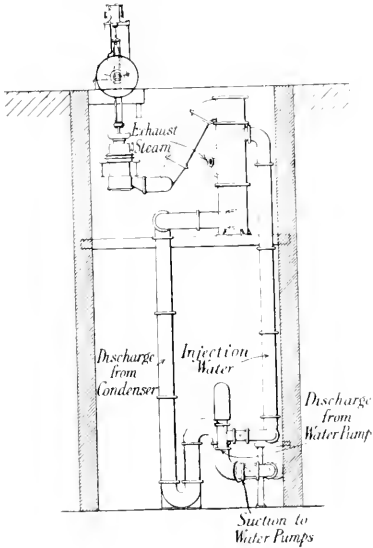 Exhaust
Steam
Discharge
from
Condenser
Injection
Water
Discharge
from
Water Pump
Suction to
Water Pumps